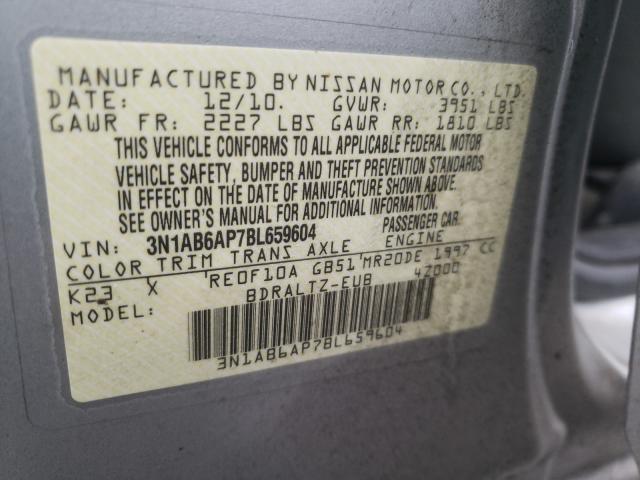 MANUFACTURED BY NISSAN MOTOR CO., LTD.
DATE: 12/10. GVWR: 3951 LBS
GAWR FR: 2227 LBS GAWR RR: 1810 LBS
THIS VEHICLE CONFORMS TO ALL APPLICABLE FEDERAL MOTOR
VEHICLE SAFETY, BUMPER AND THEFT PREVENTION STANDARDS
IN EFFECT ON THE DATE OF MANUFACTURE SHOWN ABOVE.
SEE OWNER'S MANUAL FOR ADDITIONAL INFORMATION.
VIN: 3N1AB6AP7BL659604 PASSENGER CAR.
COLOR TRIM TRANS AXLE ENGINE
K23 X RE0F10A GB51 MR20DE 1997 CC
MODEL: BDRALTZ-EUB 4Z000
3N1AB6AP7BL659604